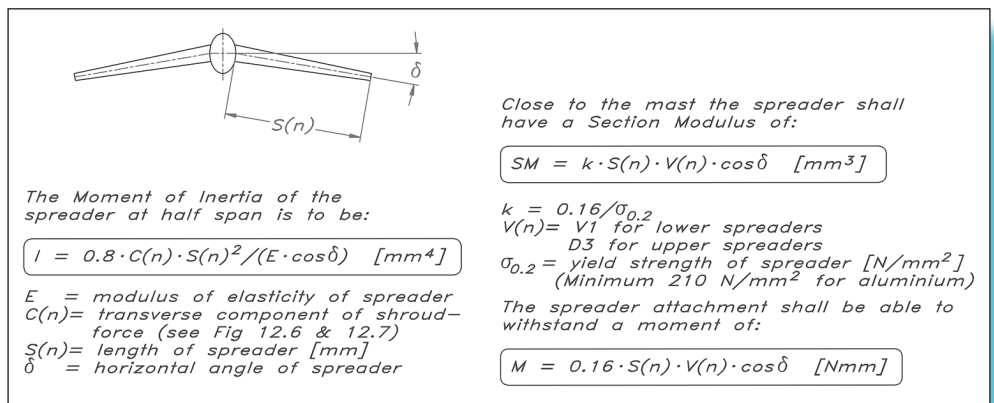 δ
S(n)
The Moment of Inertia of the
spreader at half span is to be:
I = 0.8·C(n)·S(n)²/(E·cosδ) [mm⁴]
E = modulus of elasticity of spreader
C(n)= transverse component of shroud–
force (see Fig 12.6 & 12.7)
S(n)= length of spreader [mm]
δ = horizontal angle of spreader
Close to the mast the spreader shall
have a Section Modulus of:
SM = k·S(n)·V(n)·cosδ [mm³]
k = 0.16/σ₀.₂
V(n)= V1 for lower spreaders
D3 for upper spreaders
σ₀.₂ = yield strength of spreader [N/mm²]
(Minimum 210 N/mm² for aluminium)
The spreader attachment shall be able to
withstand a moment of:
M = 0.16·S(n)·V(n)·cosδ [Nmm]